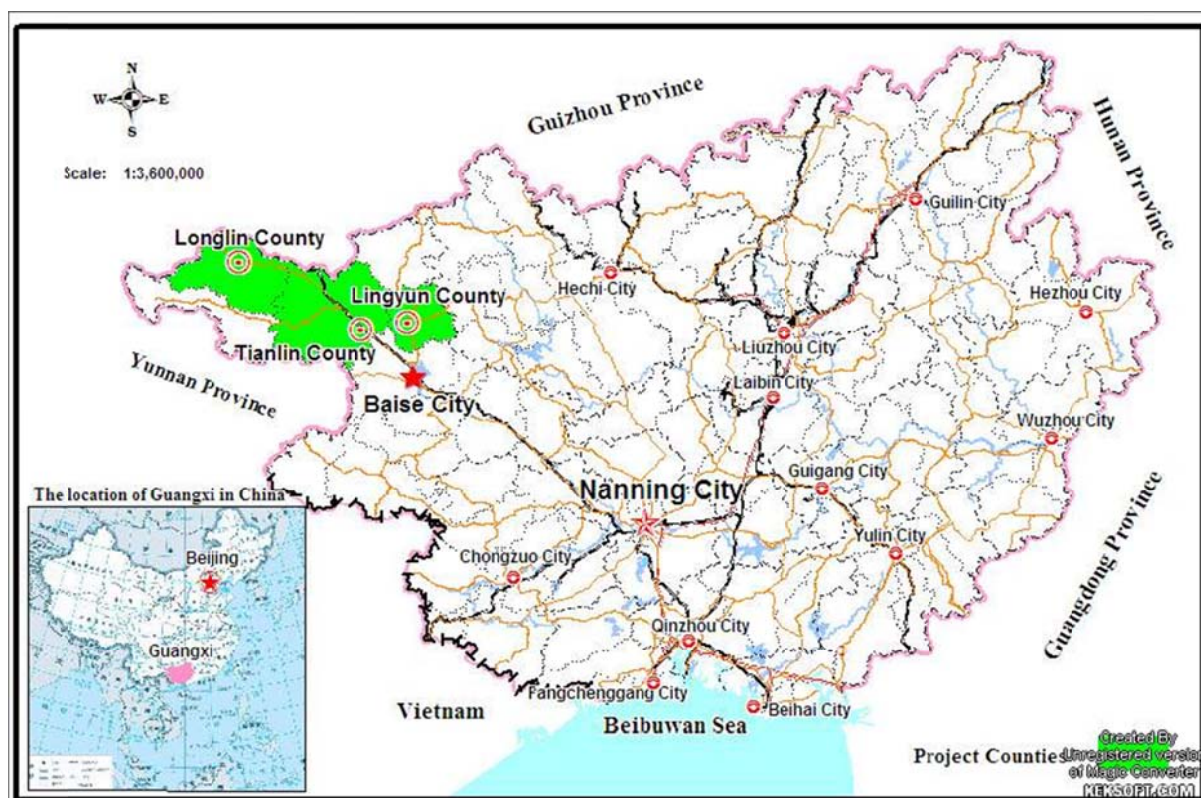 N
W E
S
Scale: 1:3,600,000
Guizhou Province
Hunan Province
Guilin City
Longlin County
Hechi City
Lingyun County
Hezhou City
Liuzhou City
Tianlin County
Yunnan Province
Laibin City
Baise City
Wuzhou City
Guigang City
Nanning City
The location of Guangxi in China
Yulin City
Guangdong Province
Chongzuo City
Beijing
Qinzhou City
Guangxi
Fangchenggang City
Vietnam
Beihai City
Beibuwan Sea
Project Counties
Created By
Unregistered version
of Magic Converter
KEKSOFT.COM